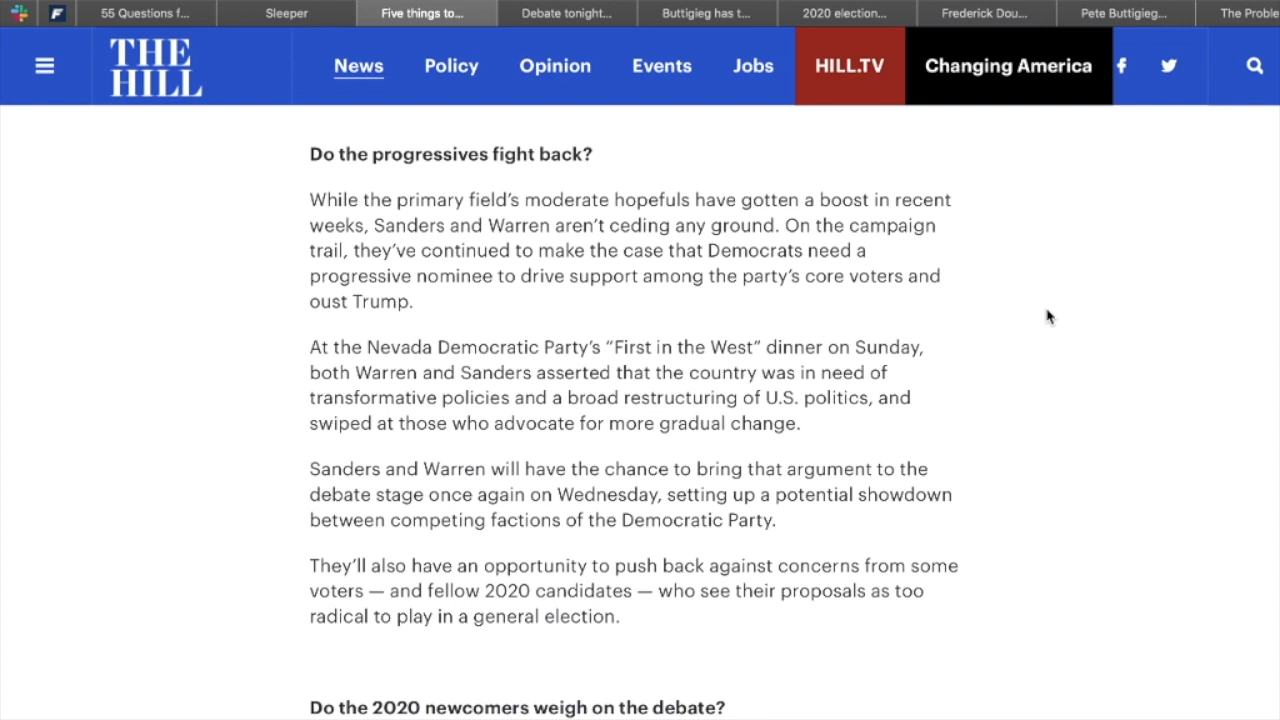 55 Questions f...
Sleeper
Five things to...
Debate tonight...
Buttigieg has t...
2020 election...
Frederick Dou...
Pete Buttigieg...
The Proble
THE
HILL
News
Policy
Opinion
Events
Jobs
HILL.TV
Changing America
Do the progressives fight back?
While the primary field’s moderate hopefuls have gotten a boost in recent
weeks, Sanders and Warren aren’t ceding any ground. On the campaign
trail, they’ve continued to make the case that Democrats need a
progressive nominee to drive support among the party’s core voters and
oust Trump.
At the Nevada Democratic Party’s “First in the West” dinner on Sunday,
both Warren and Sanders asserted that the country was in need of
transformative policies and a broad restructuring of U.S. politics, and
swiped at those who advocate for more gradual change.
Sanders and Warren will have the chance to bring that argument to the
debate stage once again on Wednesday, setting up a potential showdown
between competing factions of the Democratic Party.
They’ll also have an opportunity to push back against concerns from some
voters — and fellow 2020 candidates — who see their proposals as too
radical to play in a general election.
Do the 2020 newcomers weigh on the debate?